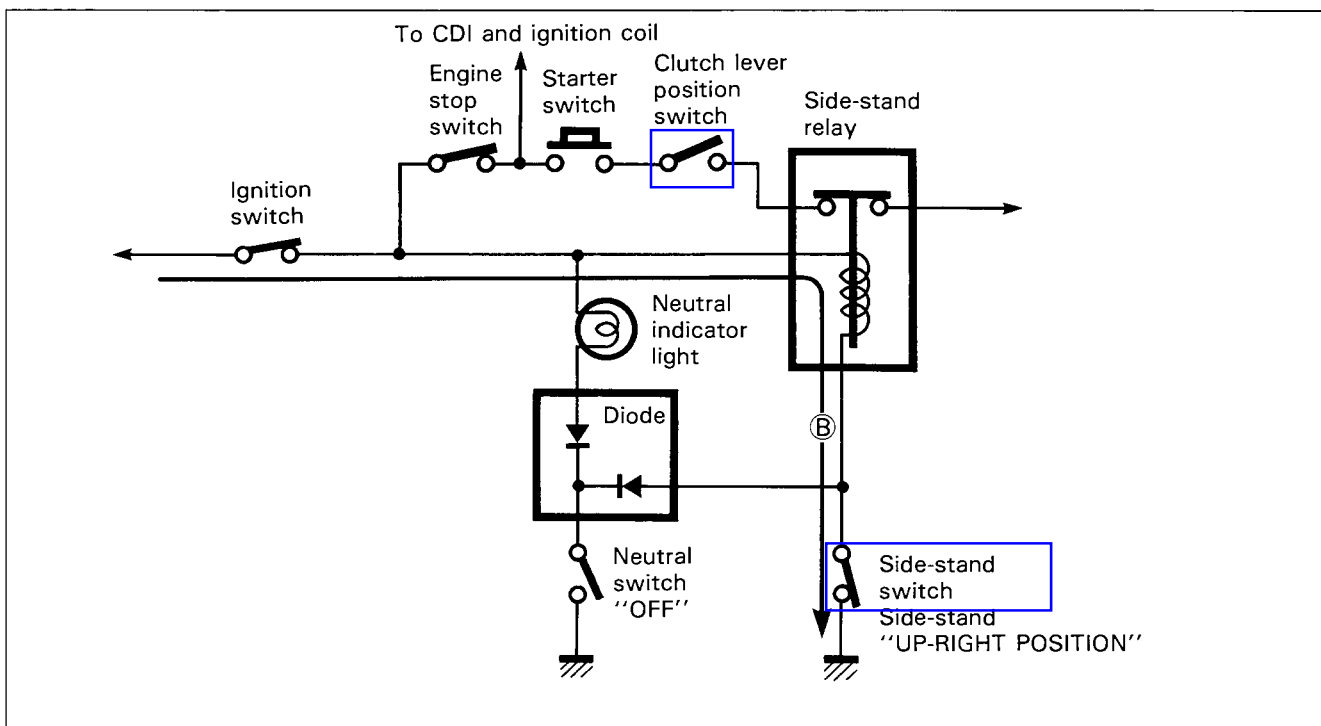 To CDI and ignition coil
Engine
stop
switch
Starter
switch
Clutch lever
position
switch
Side-stand
relay
Ignition
switch
Neutral
indicator
light
Diode
B
Neutral
switch
‘‘OFF’’
Side-stand
switch
Side-stand
‘‘UP-RIGHT POSITION’’